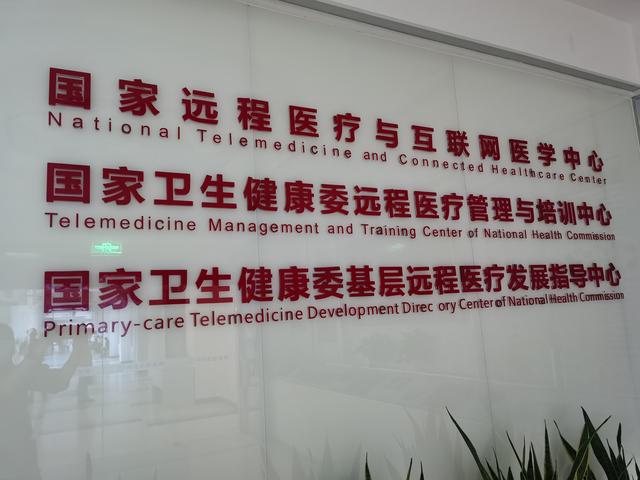 国家远程医疗与互联网医学中心
National Telemedicine and Connected Healthcare Center
国家卫生健康委远程医疗管理与培训中心
Telemedicine Management and Training Center of National Health Commission
国家卫生健康委基层远程医疗发展指导中心
Primary-care Telemedicine Development Direc ory Center of National Health Commission